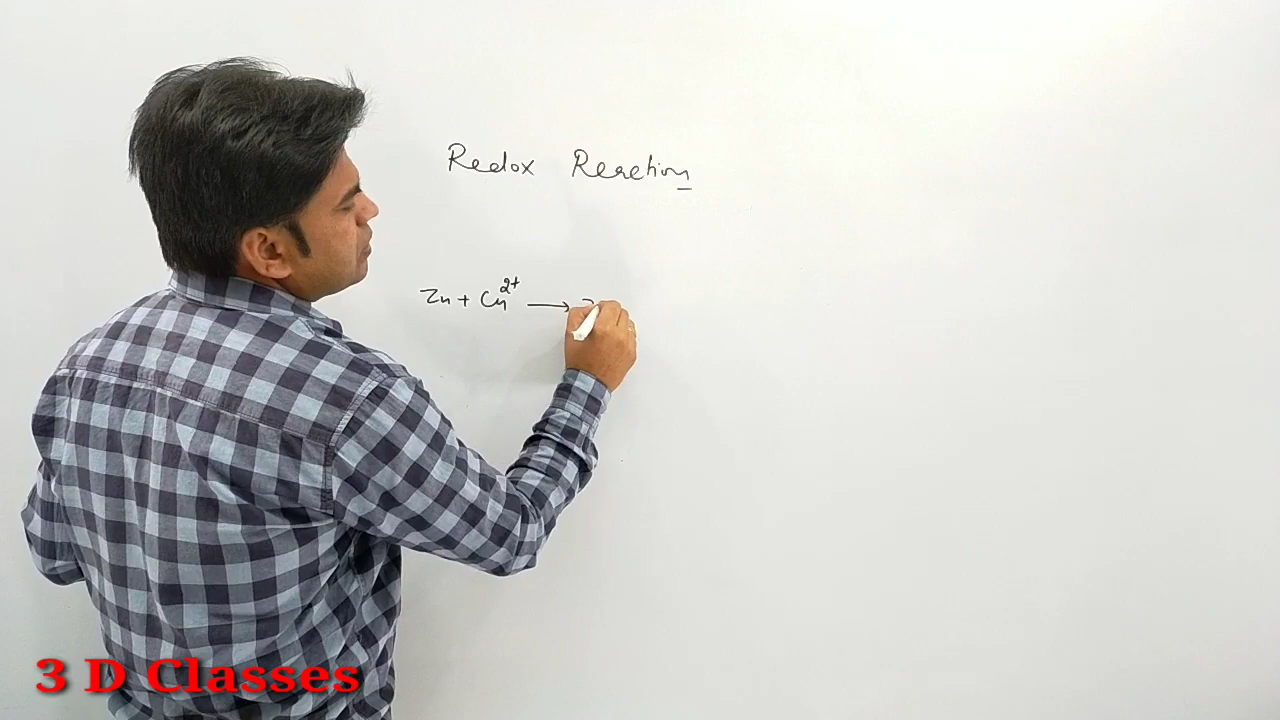 Redox Reaction
Zn + Cu²⁺ →
3 D Classes